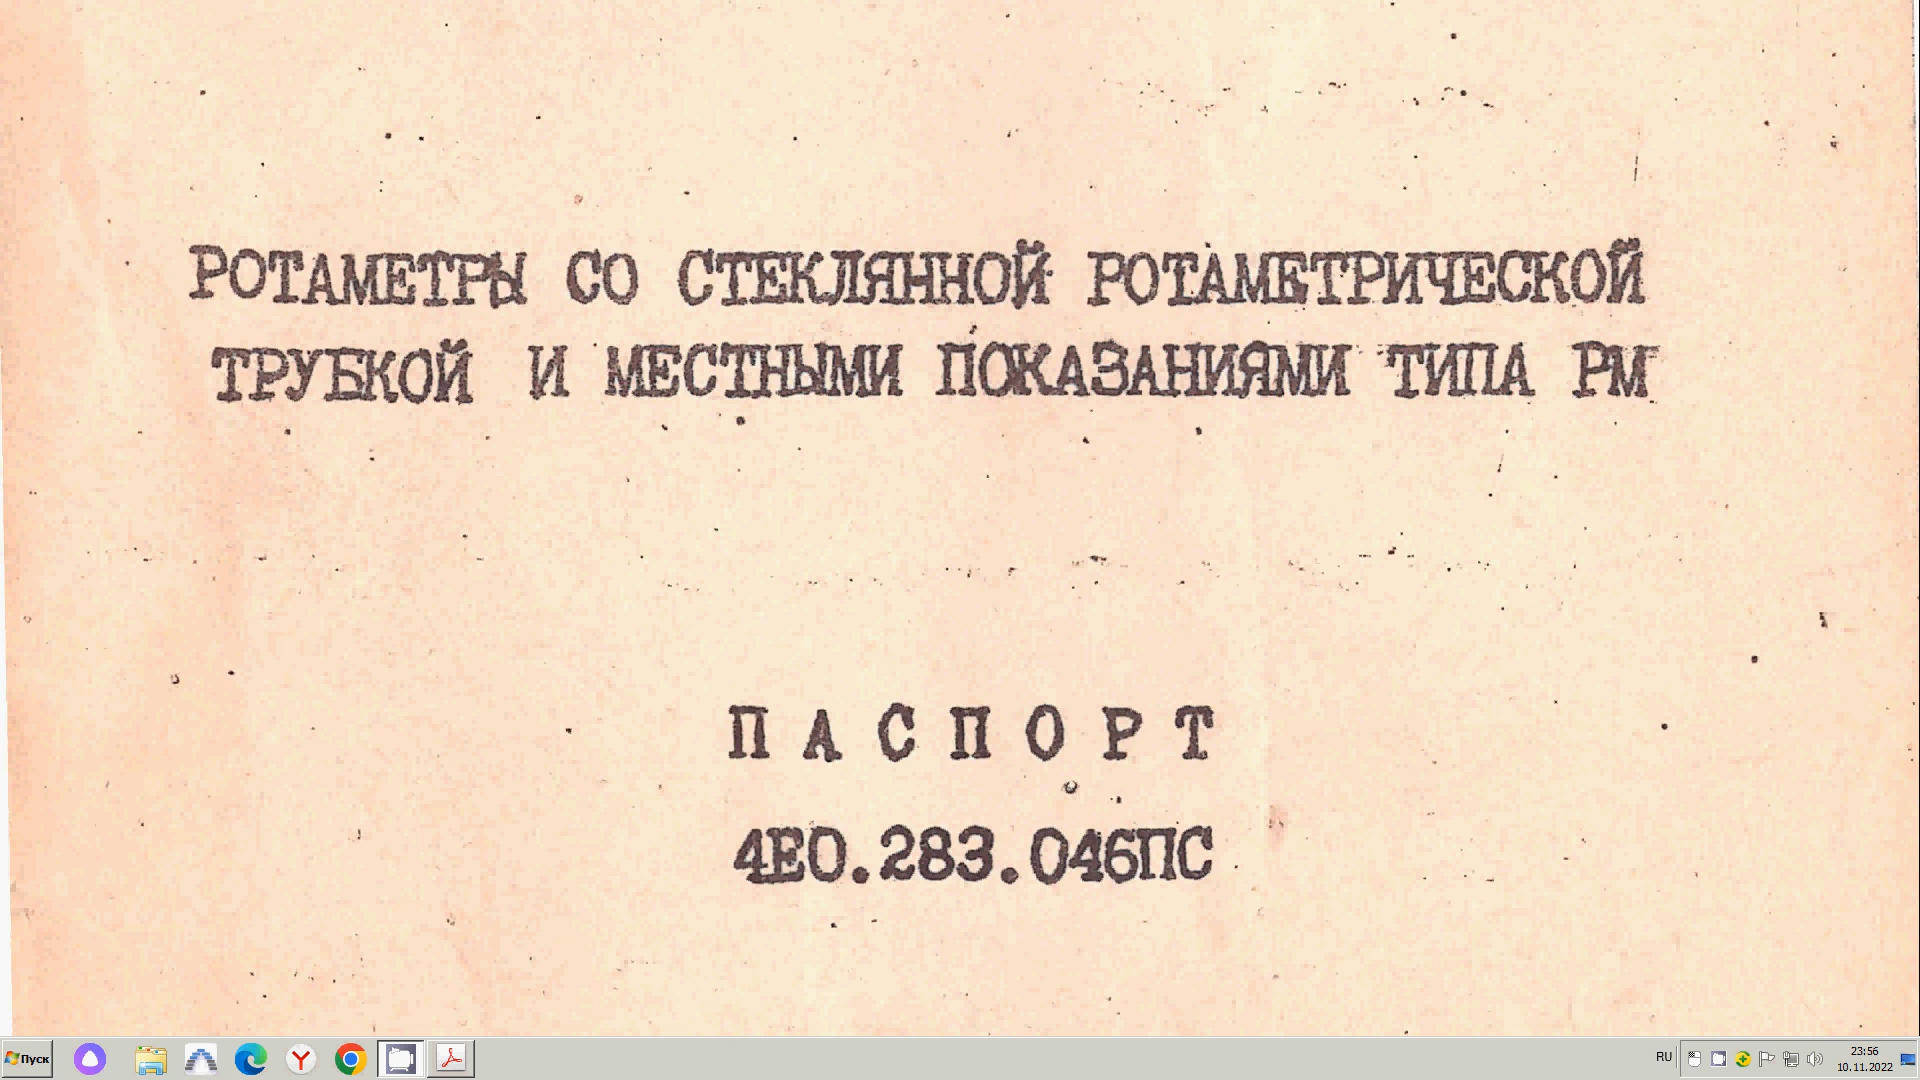 РОТАМЕТРЫ СО СТЕКЛЯННОЙ РОТАМЕТРИЧЕСКОЙ
ТРУБКОЙ И МЕСТНЫМИ ПОКАЗАНИЯМИ ТИПА РМ
П А С П О Р Т
4Е0.283.046ПС
Пуск
RU
23:56
10.11.2022